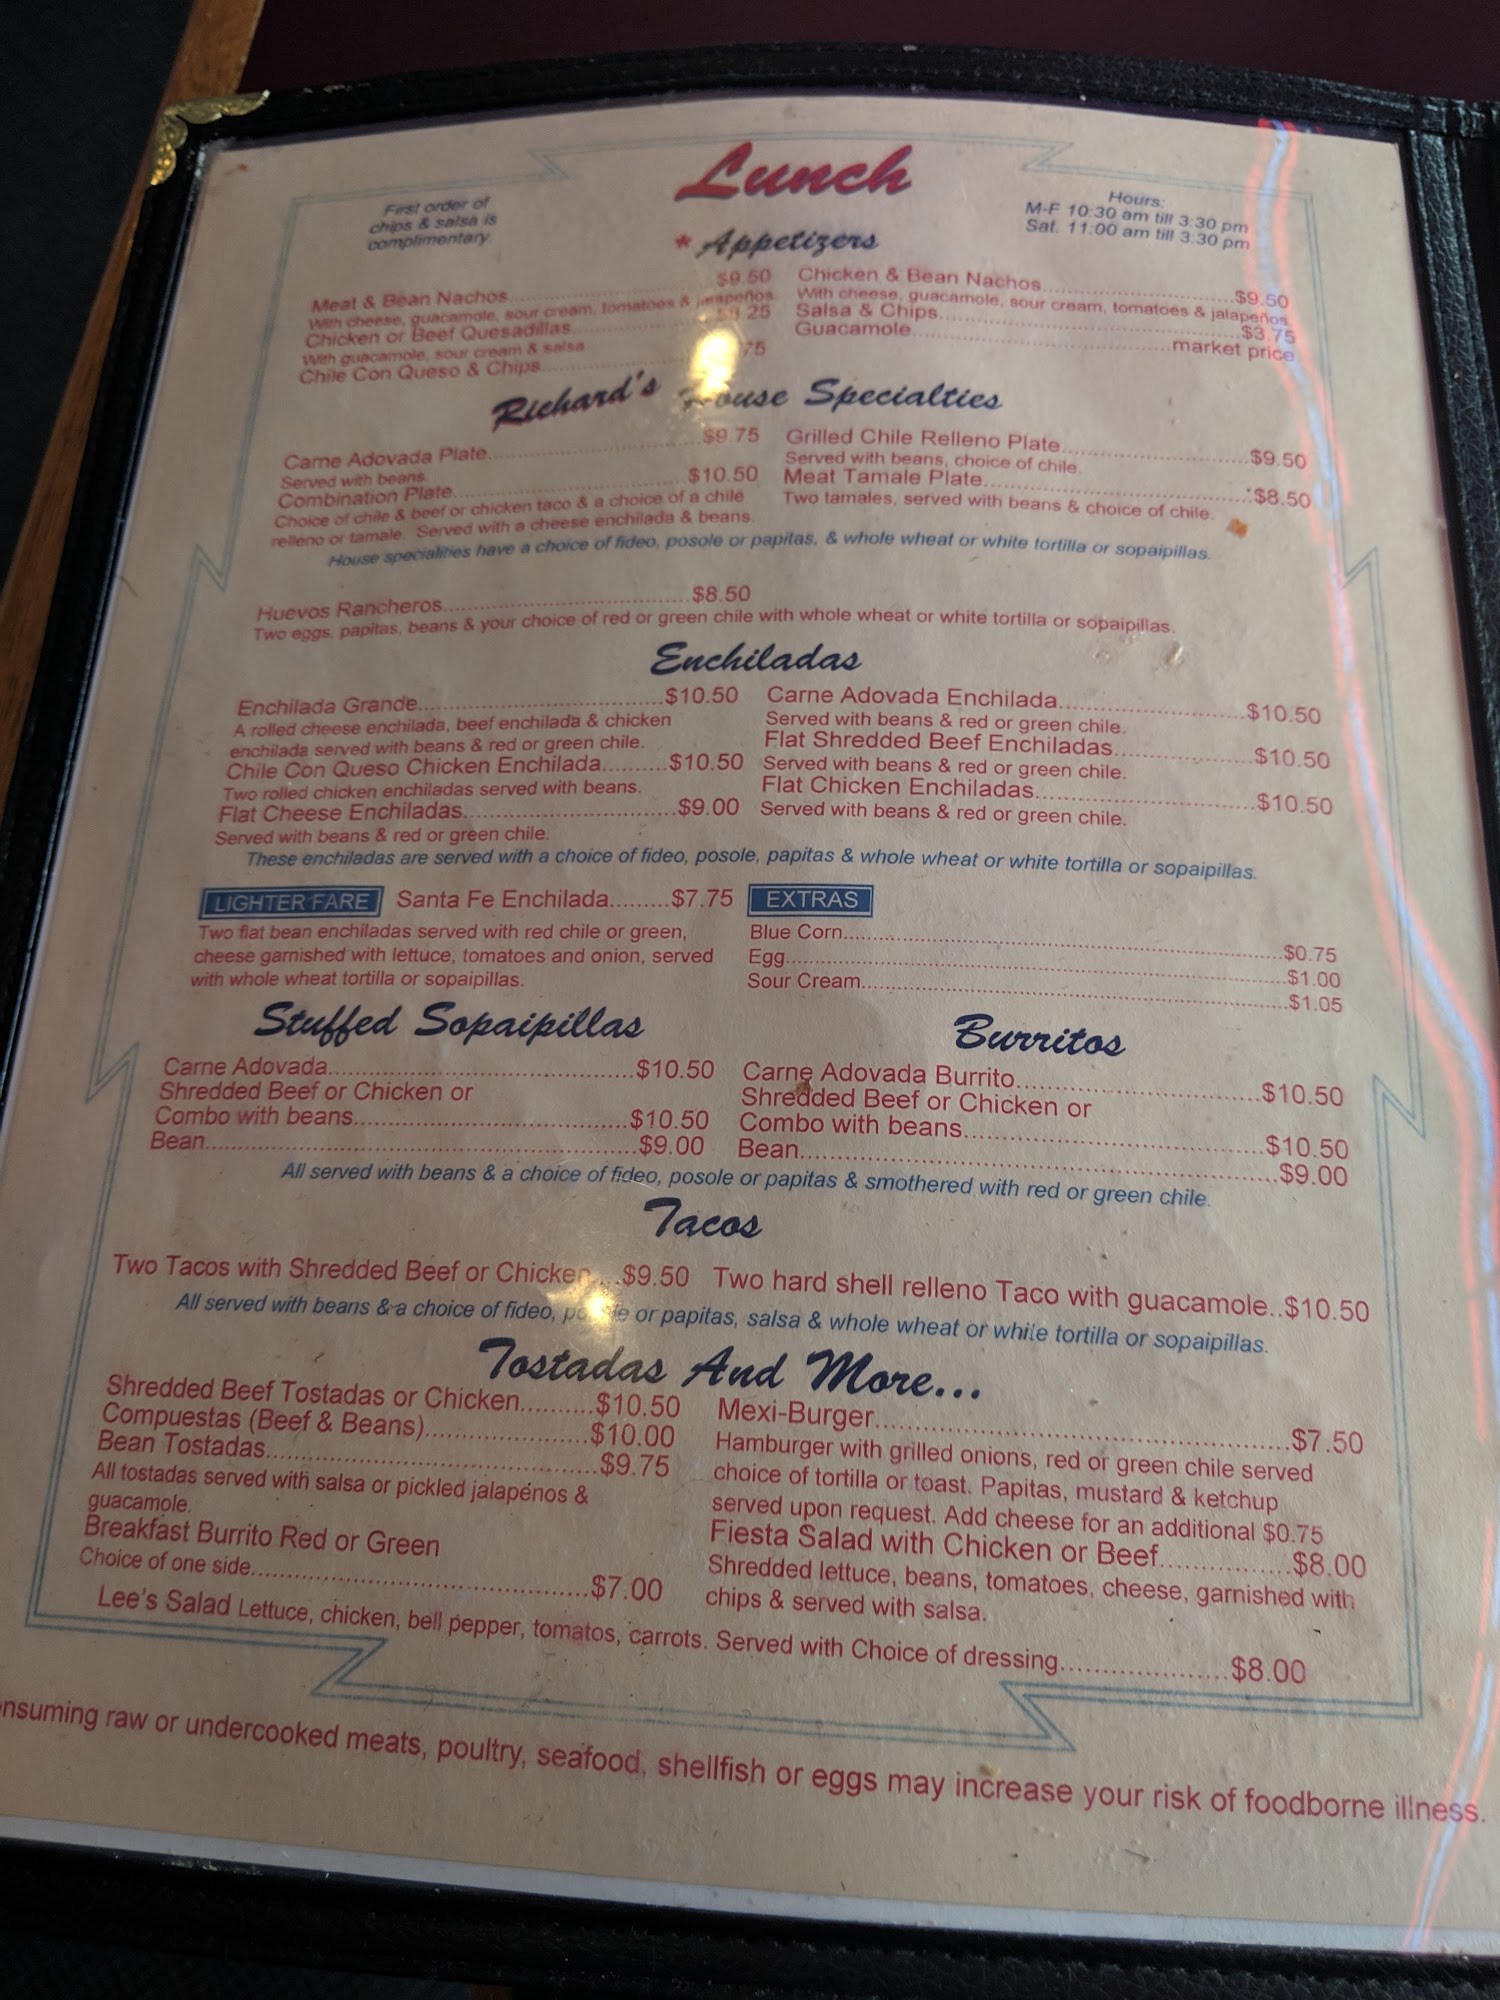 Lunch
First order of
chips & salsa is
complimentary.
Hours:
M-F 10:30 am till 3:30 pm
Sat. 11:00 am till 3:30 pm
* Appetizers
Meat & Bean Nachos $9.50
With cheese, guacamole, sour cream, tomatoes & jalapeños
Chicken or Beef Quesadillas .25
With guacamole, sour cream & salsa
Chile Con Queso & Chips 75
Chicken & Bean Nachos $9.50
With cheese, guacamole, sour cream, tomatoes & jalapeños
Salsa & Chips $3.75
Guacamole market price
Richard's House Specialties
Carne Adovada Plate $9.75
Served with beans.
Combination Plate $10.50
Choice of chile & beef or chicken taco & a choice of a chile
relleno or tamale. Served with a cheese enchilada & beans.
Grilled Chile Relleno Plate $9.50
Served with beans, choice of chile.
Meat Tamale Plate $8.50
Two tamales, served with beans & choice of chile.
House specialties have a choice of fideo, posole or papitas, & whole wheat or white tortilla or sopaipillas.
Huevos Rancheros $8.50
Two eggs, papitas, beans & your choice of red or green chile with whole wheat or white tortilla or sopaipillas.
Enchiladas
Enchilada Grande $10.50
A rolled cheese enchilada, beef enchilada & chicken
enchilada served with beans & red or green chile.
Chile Con Queso Chicken Enchilada $10.50
Two rolled chicken enchiladas served with beans.
Flat Cheese Enchiladas $9.00
Served with beans & red or green chile.
Carne Adovada Enchilada $10.50
Served with beans & red or green chile.
Flat Shredded Beef Enchiladas $10.50
Served with beans & red or green chile.
Flat Chicken Enchiladas $10.50
Served with beans & red or green chile.
These enchiladas are served with a choice of fideo, posole, papitas & whole wheat or white tortilla or sopaipillas.
LIGHTER FARE Santa Fe Enchilada $7.75
Two flat bean enchiladas served with red chile or green,
cheese garnished with lettuce, tomatoes and onion, served
with whole wheat tortilla or sopaipillas.
EXTRAS
Blue Corn $0.75
Egg $1.00
Sour Cream $1.05
Stuffed Sopaipillas
Carne Adovada $10.50
Shredded Beef or Chicken or
Combo with beans $10.50
Bean $9.00
Burritos
Carne Adovada Burrito $10.50
Shredded Beef or Chicken or
Combo with beans $10.50
Bean $9.00
All served with beans & a choice of fideo, posole or papitas & smothered with red or green chile.
Tacos
Two Tacos with Shredded Beef or Chicken $9.50
Two hard shell relleno Taco with guacamole..$10.50
All served with beans & a choice of fideo, posole or papitas, salsa & whole wheat or white tortilla or sopaipillas.
Tostadas And More...
Shredded Beef Tostadas or Chicken $10.50
Compuestas (Beef & Beans) $10.00
Bean Tostadas $9.75
All tostadas served with salsa or pickled jalapénos &
guacamole.
Breakfast Burrito Red or Green
Choice of one side $7.00
Mexi-Burger $7.50
Hamburger with grilled onions, red or green chile served
choice of tortilla or toast. Papitas, mustard & ketchup
served upon request. Add cheese for an additional $0.75
Fiesta Salad with Chicken or Beef $8.00
Shredded lettuce, beans, tomatoes, cheese, garnished with
chips & served with salsa.
Lee's Salad Lettuce, chicken, bell pepper, tomatos, carrots. Served with Choice of dressing $8.00
nsuming raw or undercooked meats, poultry, seafood, shellfish or eggs may increase your risk of foodborne illness.